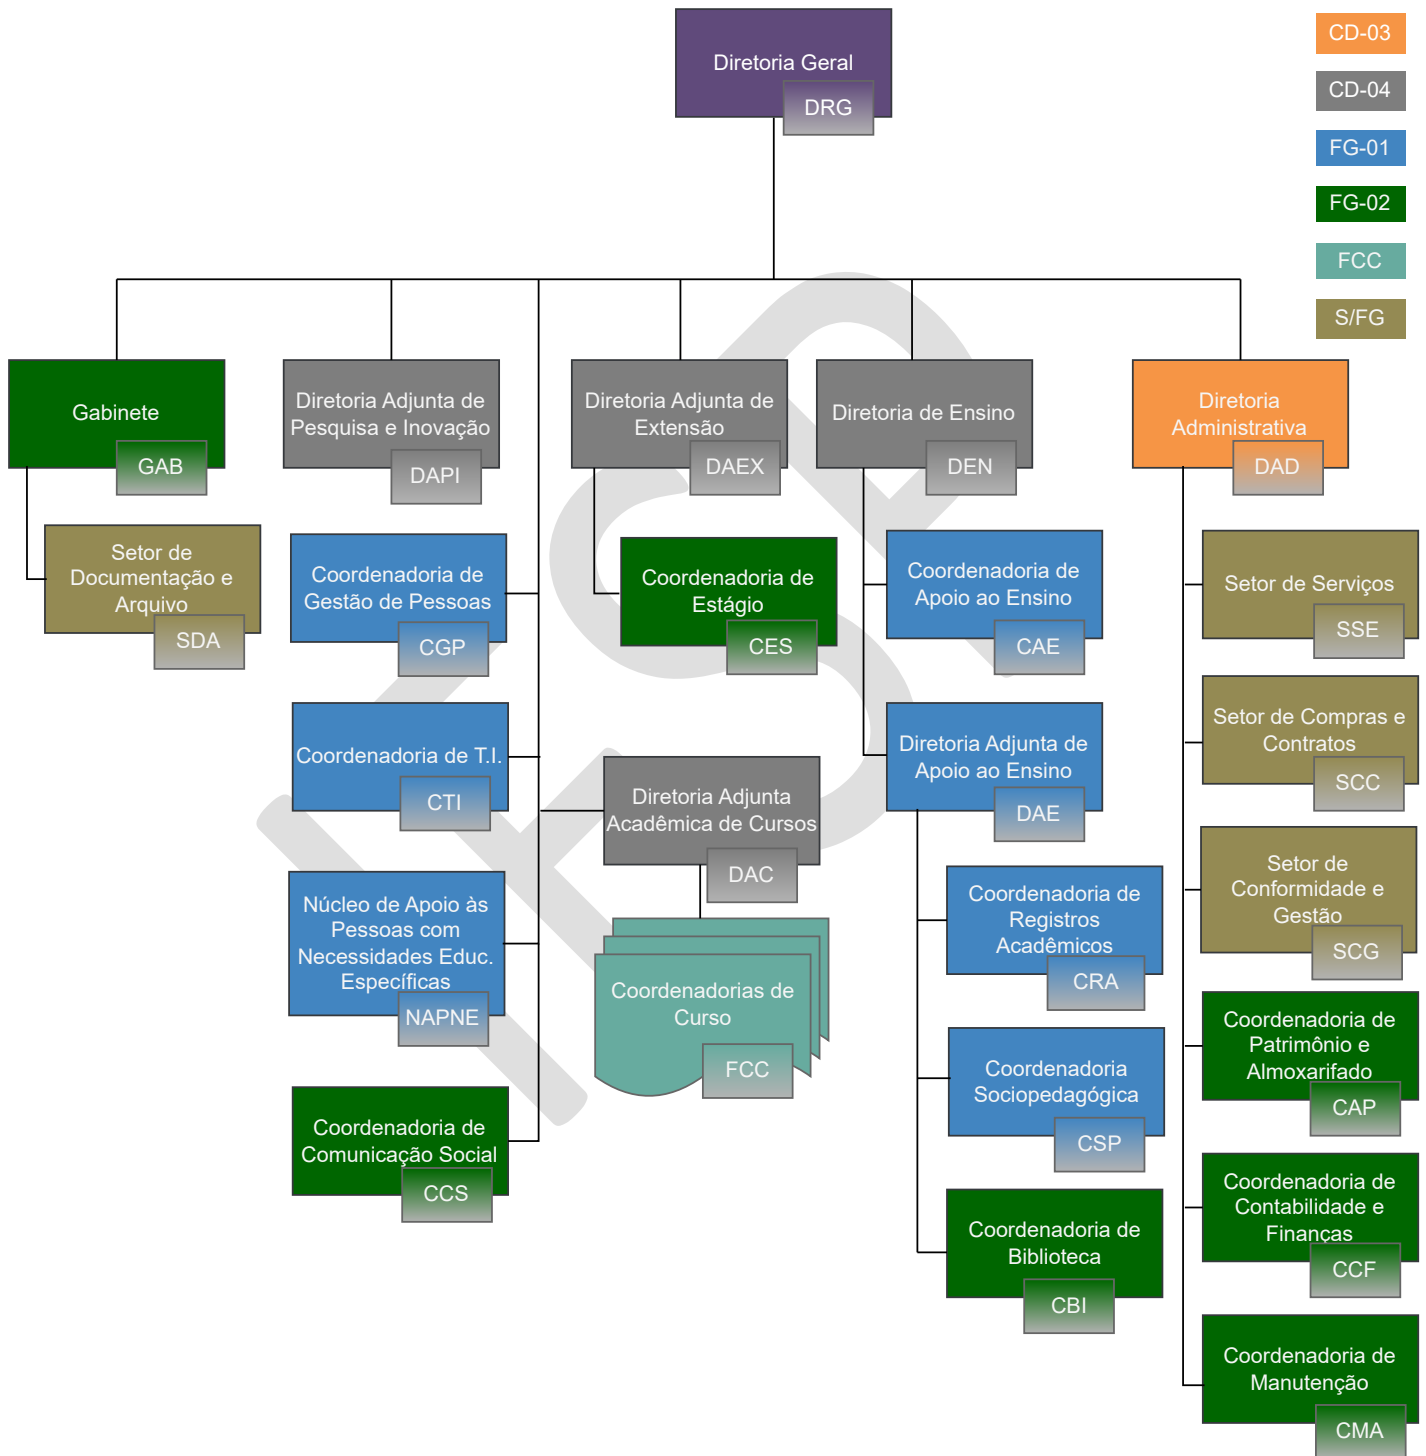 Diretoria Geral
DRG
CD-03
CD-04
FG-01
FG-02
FCC
S/FG
Gabinete
GAB
Diretoria Adjunta de
Pesquisa e Inovação
DAPI
Diretoria Adjunta de
Extensão
DAEX
Diretoria de Ensino
DEN
Diretoria
Administrativa
DAD
Setor de
Documentação e
Arquivo
SDA
Coordenadoria de
Gestão de Pessoas
CGP
Coordenadoria de T.I.
CTI
Núcleo de Apoio às
Pessoas com
Necessidades Educ.
Específicas
NAPNE
Coordenadoria de
Comunicação Social
CCS
Coordenadoria de
Estágio
CES
Diretoria Adjunta
Acadêmica de Cursos
DAC
Coordenadorias de
Curso
FCC
Coordenadoria de
Apoio ao Ensino
CAE
Diretoria Adjunta de
Apoio ao Ensino
DAE
Coordenadoria de
Registros
Acadêmicos
CRA
Coordenadoria
Sociopedagógica
CSP
Coordenadoria de
Biblioteca
CBI
Setor de Serviços
SSE
Setor de Compras e
Contratos
SCC
Setor de
Conformidade e
Gestão
SCG
Coordenadoria de
Patrimônio e
Almoxarifado
CAP
Coordenadoria de
Contabilidade e
Finanças
CCF
Coordenadoria de
Manutenção
CMA
IFSP